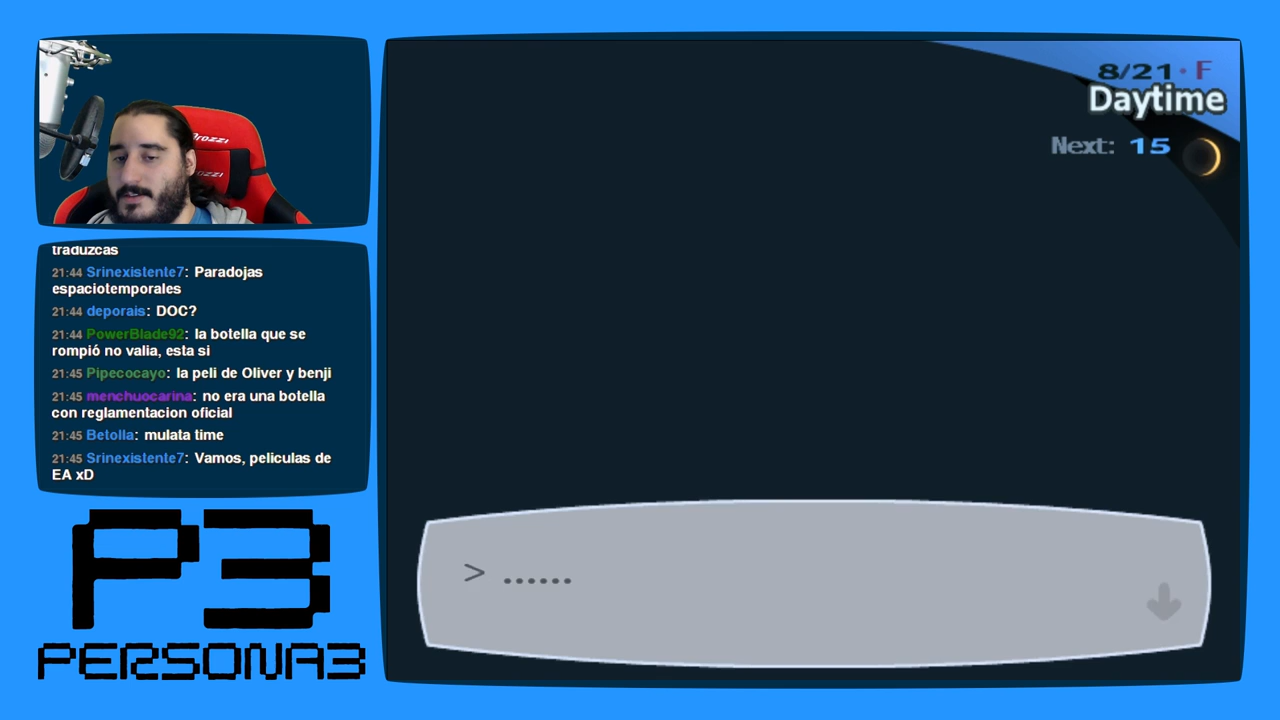 8/21 · F
Daytime
Next: 15
rozzi
ROZZI
traduzcas
21:44 Srinexistente7: Paradojas
espaciotemporales
21:44 deporais: DOC?
21:44 PowerBlade92: la botella que se
rompió no valia, esta si
21:45 Pipecocayo: la peli de Oliver y benji
21:45 menchuocarina: no era una botella
con reglamentacion oficial
21:45 Betolla: mulata time
21:45 Srinexistente7: Vamos, peliculas de
EA xD
P3
PERSONA3
> ......